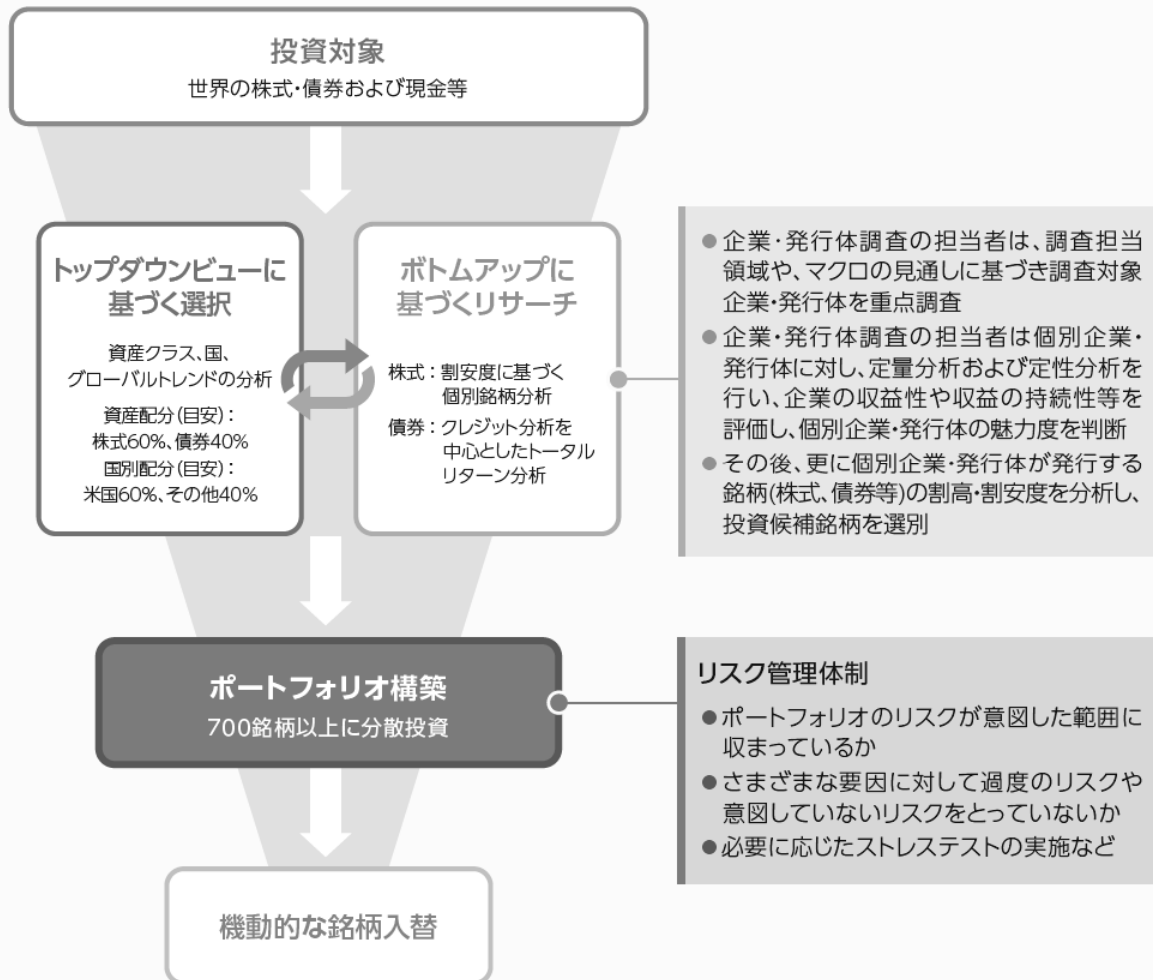 投資対象
世界の株式・債券および現金等
トップダウンビューに
基づく選択
資産クラス、国、
グローバルトレンドの分析
資産配分(目安)：
株式60%、債券40%
国別配分(目安)：
米国60%、その他40%
ボトムアップに
基づくリサーチ
株式：割安度に基づく
個別銘柄分析
債券：クレジット分析を
中心としたトータル
リターン分析
●企業・発行体調査の担当者は、調査担当
領域や、マクロの見通しに基づき調査対象
企業・発行体を重点調査
●企業・発行体調査の担当者は個別企業・
発行体に対し、定量分析および定性分析を
行い、企業の収益性や収益の持続性等を
評価し、個別企業・発行体の魅力度を判断
●その後、更に個別企業・発行体が発行する
銘柄(株式、債券等)の割高・割安度を分析し、
投資候補銘柄を選別
ポートフォリオ構築
700銘柄以上に分散投資
リスク管理体制
●ポートフォリオのリスクが意図した範囲に
収まっているか
●さまざまな要因に対して過度のリスクや
意図していないリスクをとっていないか
●必要に応じたストレステストの実施など
機動的な銘柄入替